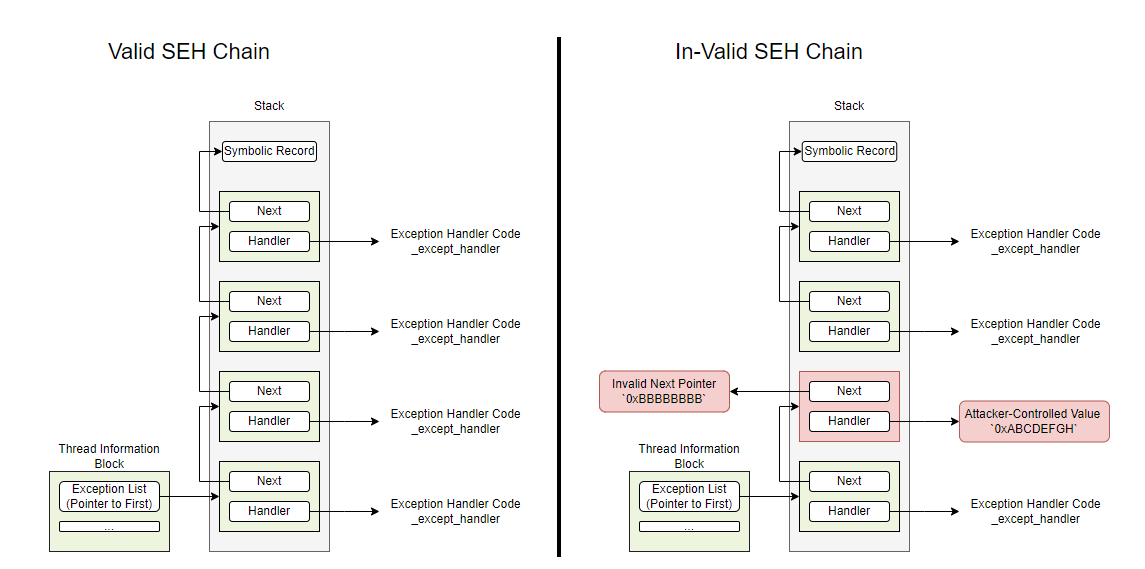 Valid SEH Chain
Stack
Symbolic Record
Next
Handler
Exception Handler Code
_except_handler
Next
Handler
Exception Handler Code
_except_handler
Next
Handler
Exception Handler Code
_except_handler
Thread Information
Block
Exception List
(Pointer to First)
...
Next
Handler
Exception Handler Code
_except_handler
In-Valid SEH Chain
Stack
Symbolic Record
Next
Handler
Exception Handler Code
_except_handler
Next
Handler
Exception Handler Code
_except_handler
Invalid Next Pointer
`0xBBBBBBBB`
Next
Handler
Attacker-Controlled Value
`0xABCDEFGH`
Thread Information
Block
Exception List
(Pointer to First)
...
Next
Handler
Exception Handler Code
_except_handler